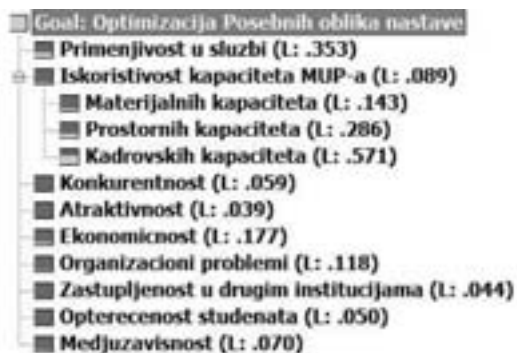 Goal: Optimizacija Posebnih oblika nastave
Primenjivost u sluzbi (L: .353)
Iskoristivost kapaciteta MUP-a (L: .089)
Materijalnih kapaciteta (L: .143)
Prostornih kapaciteta (L: .286)
Kadrovskih kapaciteta (L: .571)
Konkurentnost (L: .059)
Atraktivnost (L: .039)
Ekonomicnost (L: .177)
Organizacioni problemi (L: .118)
Zastupljenost u drugim institucijama (L: .044)
Opterecenost studenata (L: .050)
Medjuzavisnost (L: .070)